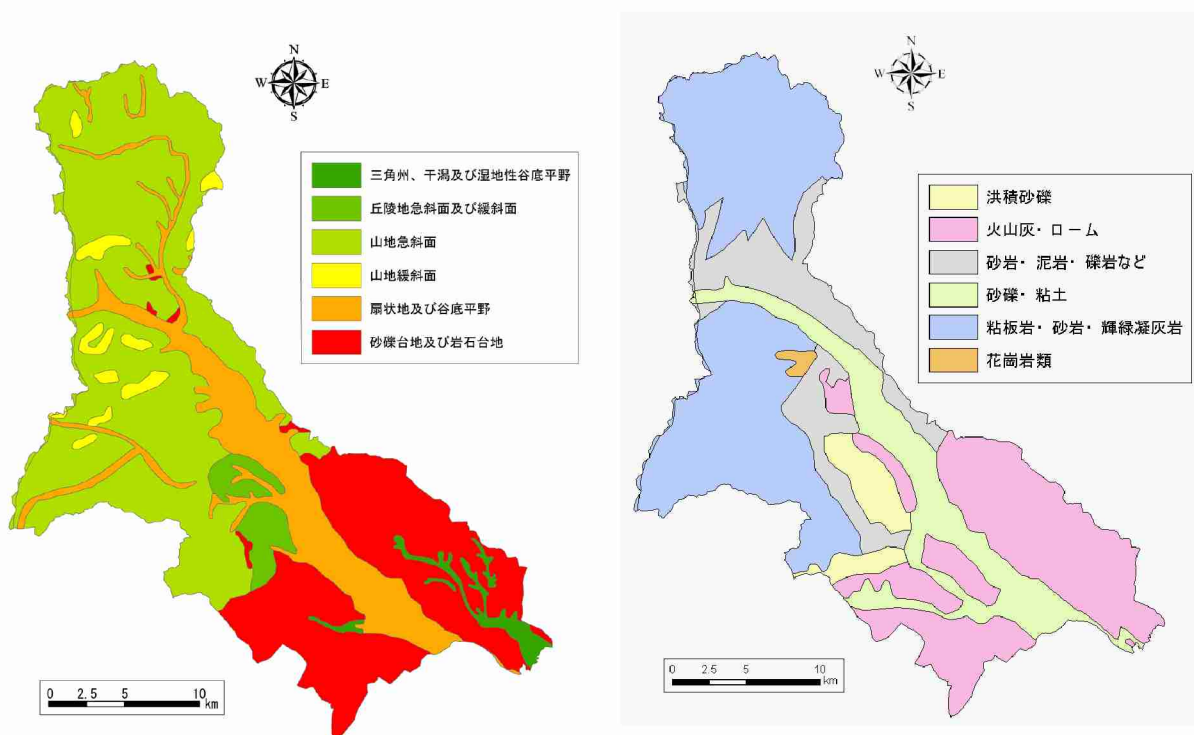 N
W
E
S
三角州、干潟及び湿地性谷底平野
丘陵地急斜面及び緩斜面
山地急斜面
山地緩斜面
扇状地及び谷底平野
砂礫台地及び岩石台地
0 2.5 5 10
km
N
W
E
S
洪積砂礫
火山灰・ローム
砂岩・泥岩・礫岩など
砂礫・粘土
粘板岩・砂岩・輝緑凝灰岩
花崗岩類
0 2.5 5 10
km